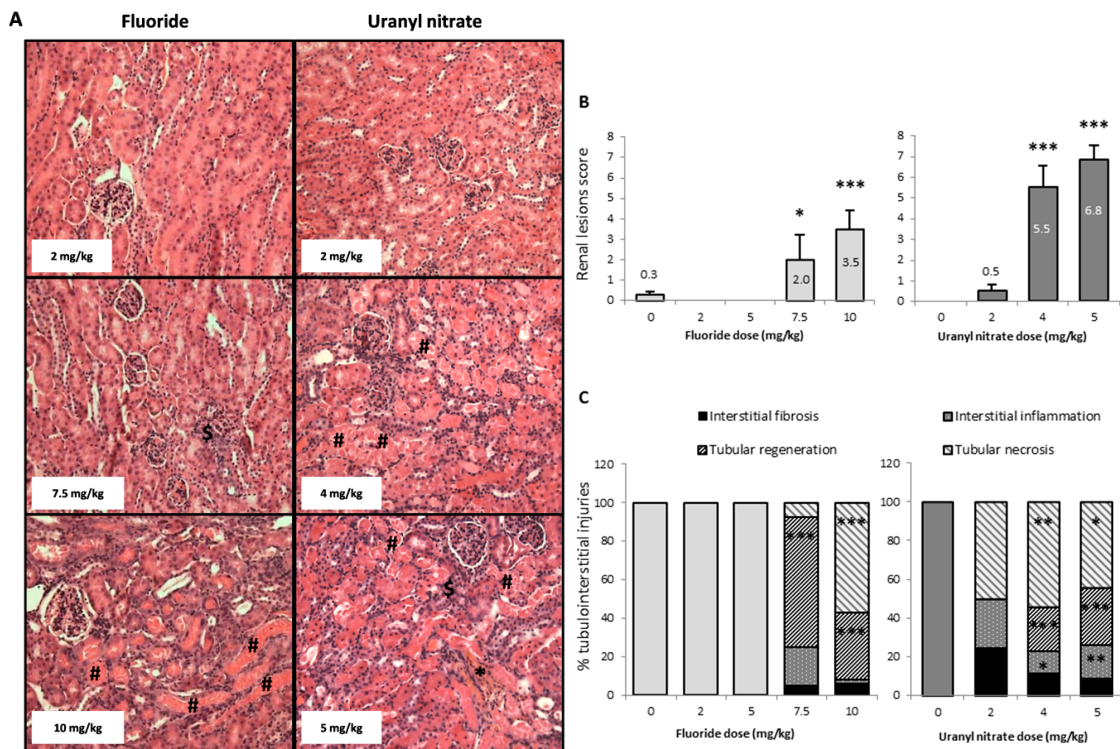 A
Fluoride
Uranyl nitrate
2 mg/kg
2 mg/kg
$
7.5 mg/kg
#
# #
4 mg/kg
#
#
#
#
10 mg/kg
#
$
#
*
5 mg/kg
B
Renal lesions score
8
7
6
5
4
3
2
1
0
0.3
*
2.0
***
3.5
0 2 5 7.5 10
Fluoride dose (mg/kg)
8
7
6
5
4
3
2
1
0
0.5
***
5.5
***
6.8
0 2 4 5
Uranyl nitrate dose (mg/kg)
C
Interstitial fibrosis
Interstitial inflammation
Tubular regeneration
Tubular necrosis
% tubulointerstitial injuries
120
100
80
60
40
20
0
***
***
***
0 2 5 7.5 10
Fluoride dose (mg/kg)
120
100
80
60
40
20
0
**
***
*
*
***
**
0 2 4 5
Uranyl nitrate dose (mg/kg)